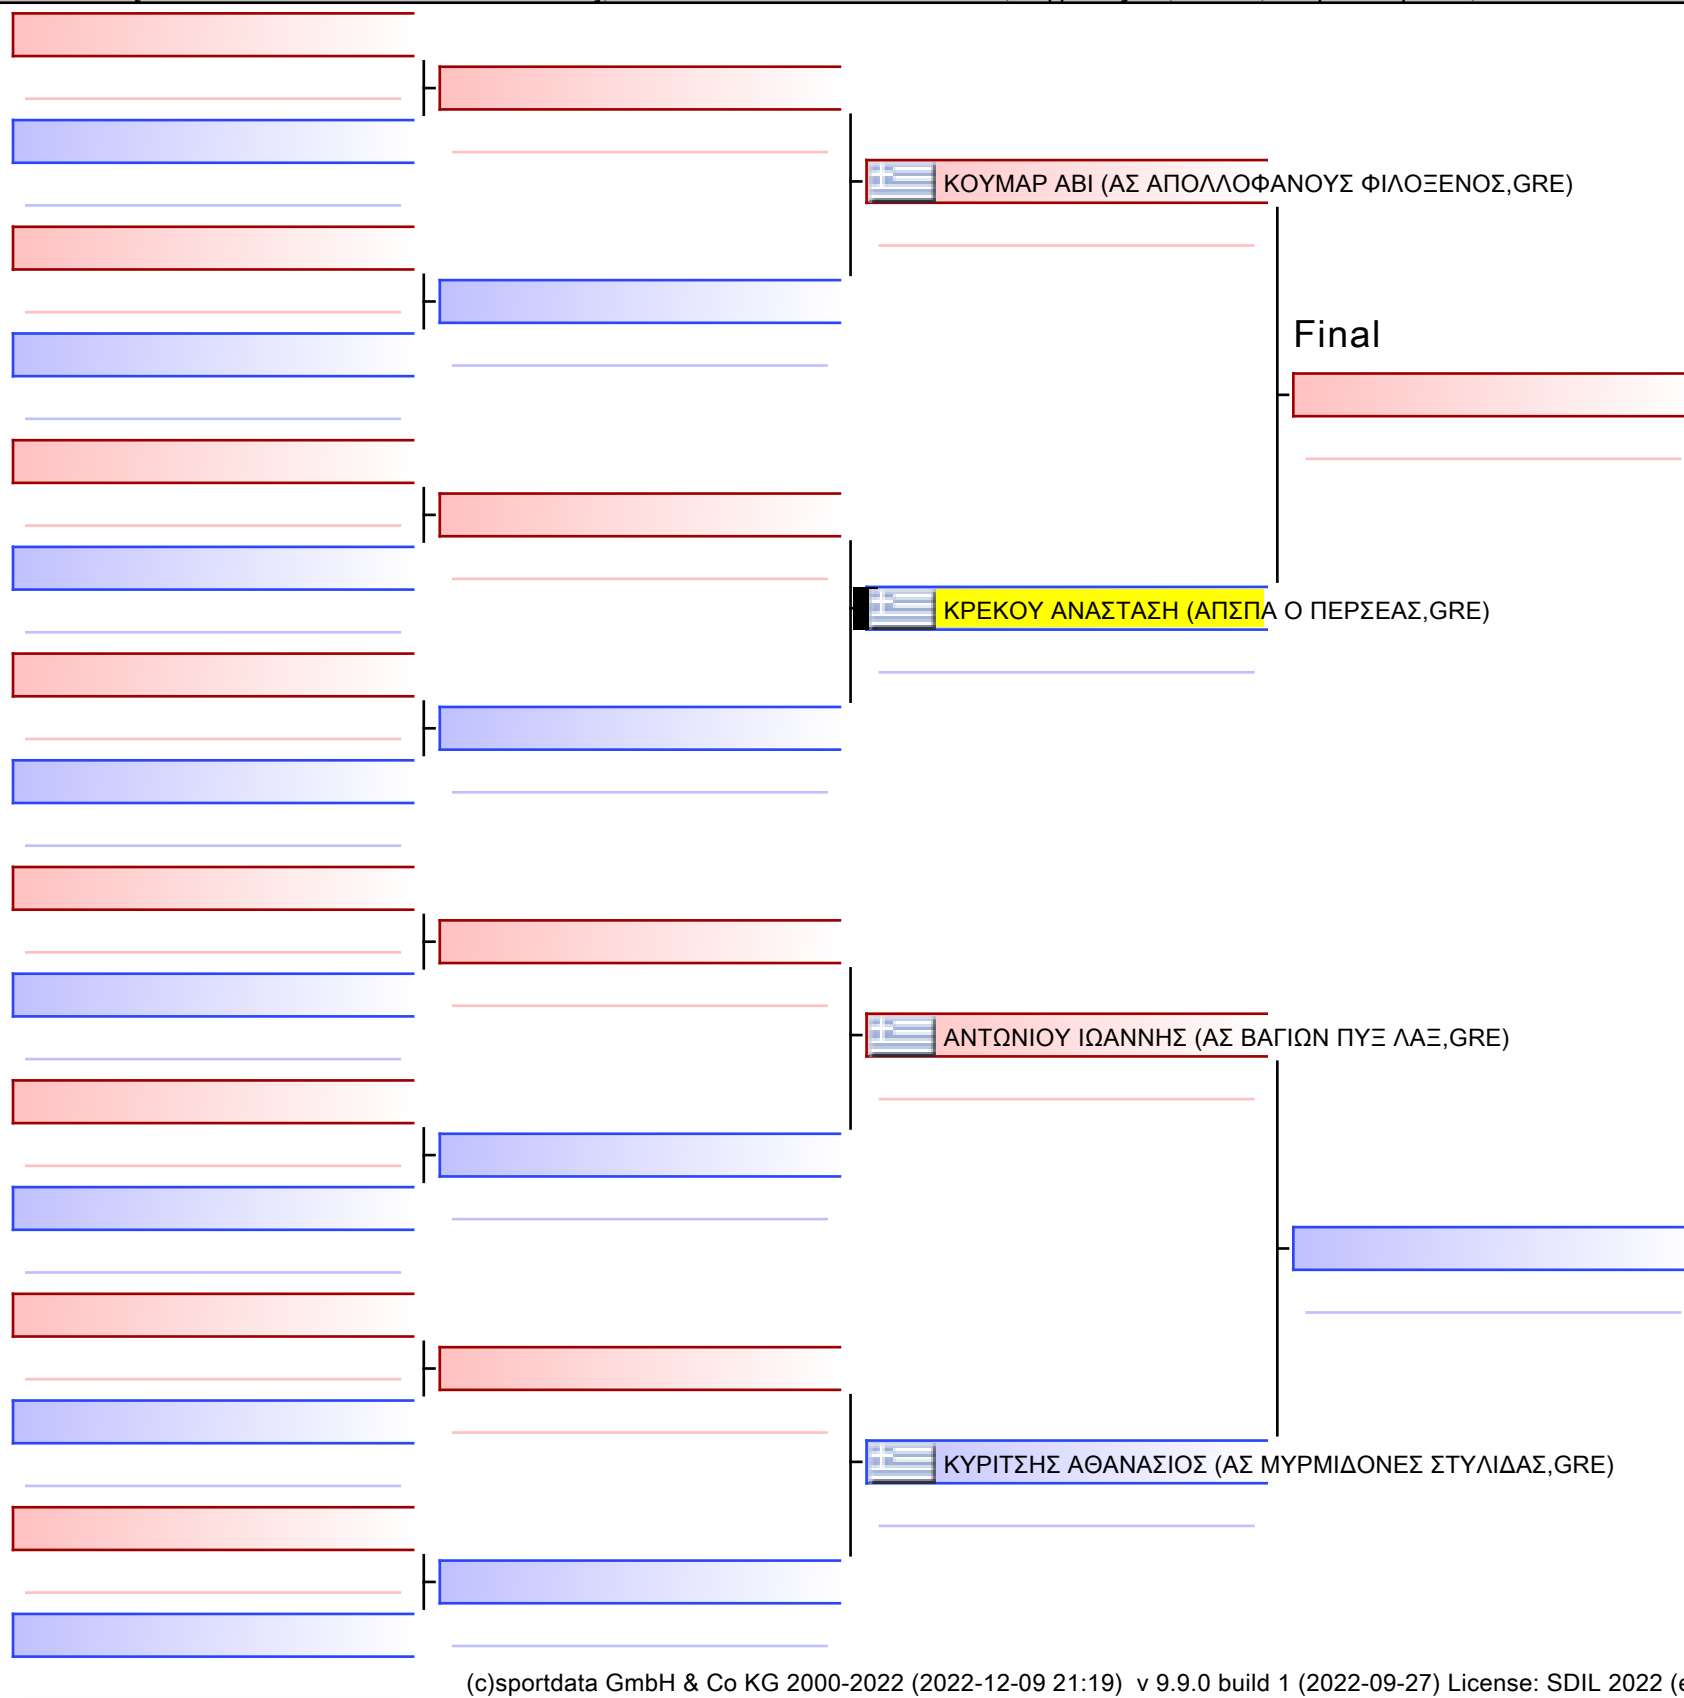 ΚΟΥΜΑΡ ΑΒΙ (ΑΣ ΑΠΟΛΛΟΦΑΝΟΥΣ ΦΙΛΟΞΕΝΟΣ,GRE)
Final
ΚΡΕΚΟΥ ΑΝΑΣΤΑΣΗ (ΑΠΣΠΑ Ο ΠΕΡΣΕΑΣ,GRE)
ΑΝΤΩΝΙΟΥ ΙΩΑΝΝΗΣ (ΑΣ ΒΑΓΙΩΝ ΠΥΞ ΛΑΞ,GRE)
ΚΥΡΙΤΣΗΣ ΑΘΑΝΑΣΙΟΣ (ΑΣ ΜΥΡΜΙΔΟΝΕΣ ΣΤΥΛΙΔΑΣ,GRE)
(c)sportdata GmbH & Co KG 2000-2022 (2022-12-09 21:19) v 9.9.0 build 1 (2022-09-27) License: SDIL 2022 (